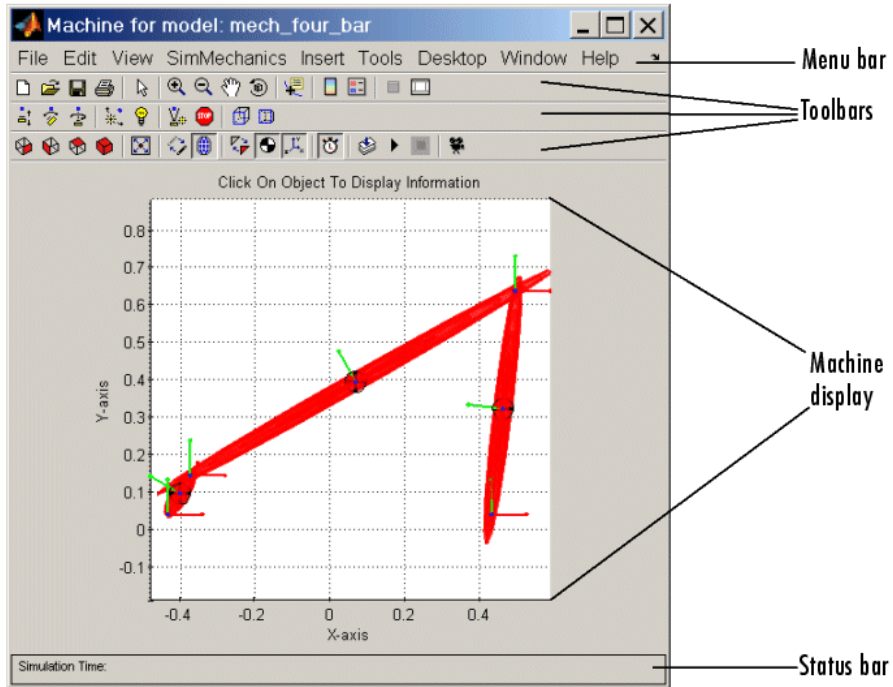 Machine for model: mech_four_bar
File Edit View SimMechanics Insert Tools Desktop Window Help
Menu bar
Toolbars
STOP
Click On Object To Display Information
0.8
0.7
0.6
0.5
0.4
0.3
0.2
0.1
0
-0.1
Y-axis
-0.4 -0.2 0 0.2 0.4
X-axis
Machine
display
Simulation Time:
Status bar